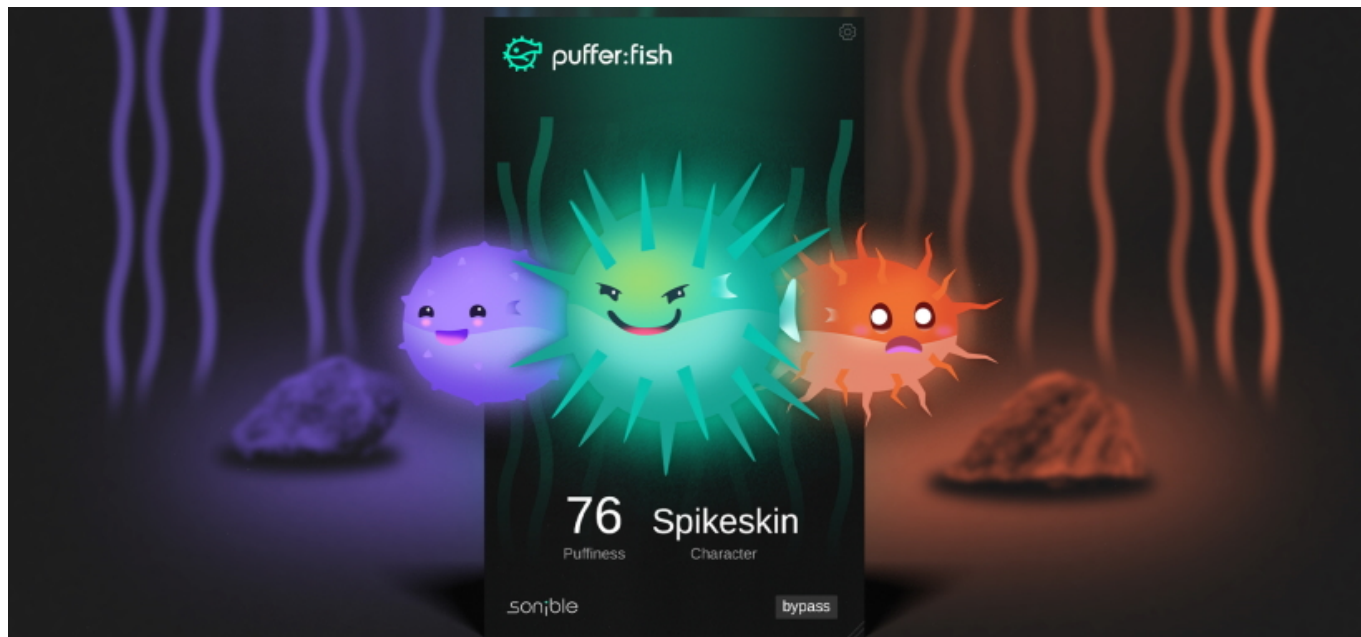 puffer:fish
76 Spikeskin
Puffiness Character
sonible bypass